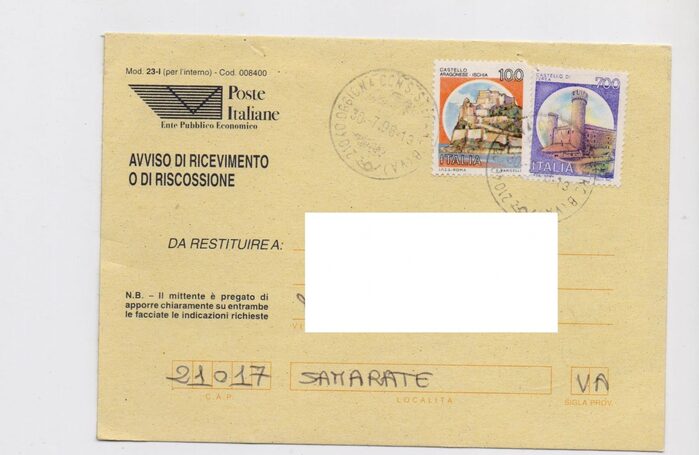 Mod. 23-I (per l'interno) - Cod. 008400
Poste
Italiane
Ente Pubblico Economico
AVVISO DI RICEVIMENTO
O DI RISCOSSIONE
CASTELLO
ARAGONESE - ISCHIA
100
ITALIA
I.P.Z.S. ROMA
CASTELLO DI
700
ITALIA
DA RESTITUIRE A:
N.B. – Il mittente è pregato di
apporre chiaramente su entrambe
le facciate le indicazioni richieste
21017 SAMARATE VA
C.A.P. LOCALITÀ SIGLA PROV.